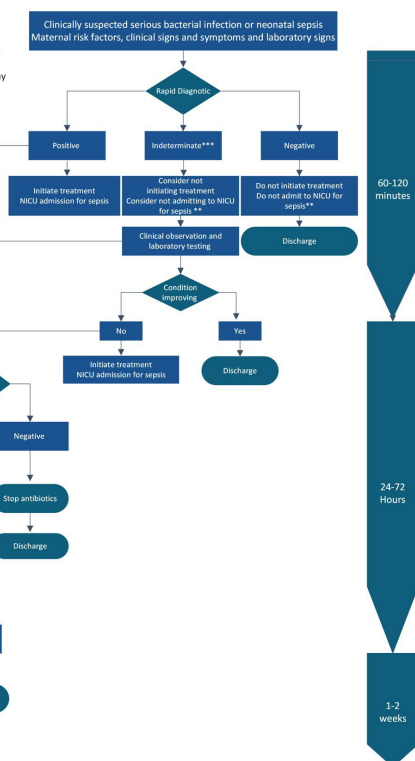 Clinically suspected serious bacterial infection or neonatal sepsis
Maternal risk factors, clinical signs and symptoms and laboratory signs
Rapid Diagnostic
Positive
Indeterminate***
Negative
Initiate treatment
NICU admission for sepsis
Consider not
initiating treatment
Consider not admitting to NICU
for sepsis **
Do not initiate treatment
Do not admit to NICU for
sepsis**
60-120
minutes
Clinical observation and
laboratory testing
Discharge
Condition
improving
No
Yes
Initiate treatment
NICU admission for sepsis
Discharge
Negative
Stop antibiotics
24-72
Hours
Discharge
1-2
weeks